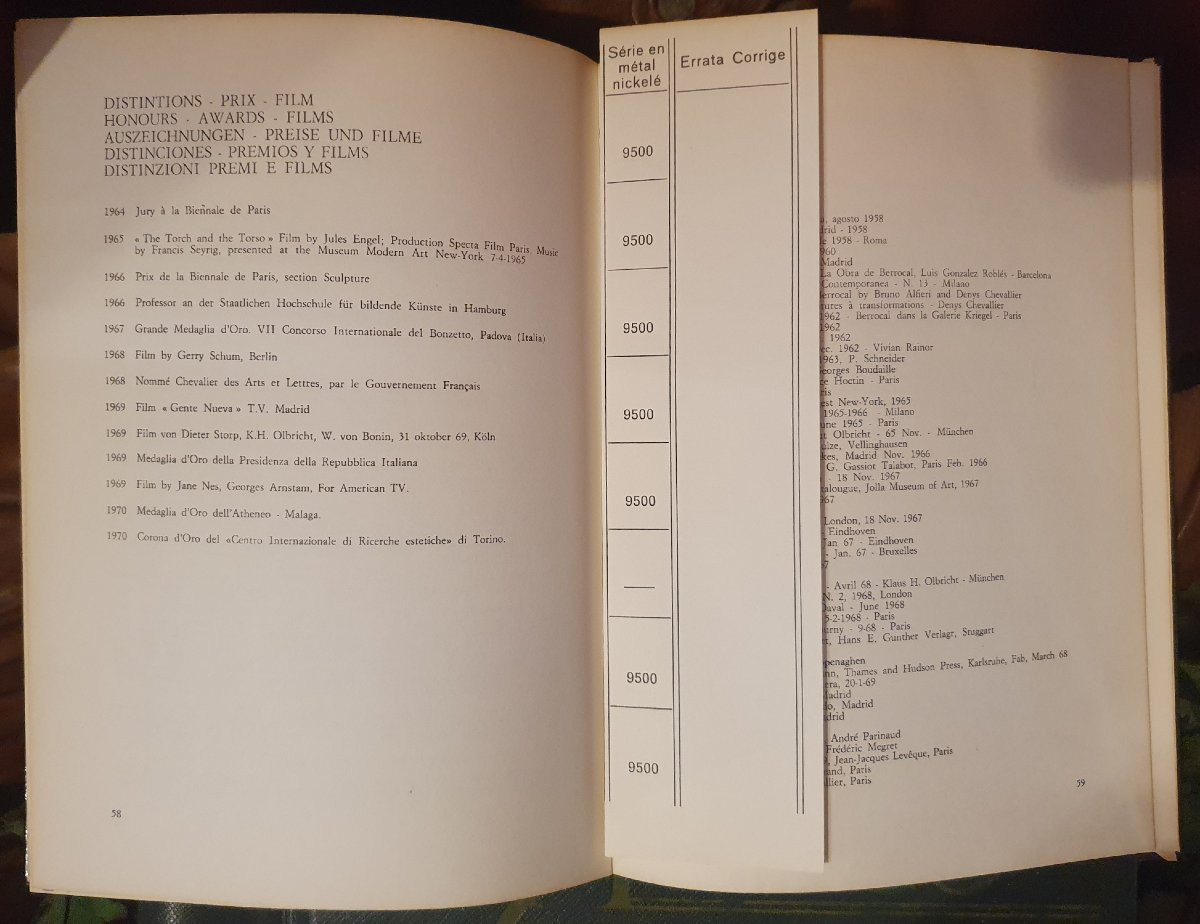 DISTINTIONS - PRIX - FILM
HONOURS - AWARDS - FILMS
AUSZEICHNUNGEN - PREISE UND FILME
DISTINCIONES - PREMIOS Y FILMS
DISTINZIONI PREMI E FILMS
1964 Jury à la Biennale de Paris
1965 « The Torch and the Torso » Film by Jules Engel; Production Specta Film Paris Music
by Francis Seyrig, presented at the Museum Modern Art New-York 7-4-1965
1966 Prix de la Biennale de Paris, section Sculpture
1966 Professor an der Staatlichen Hochschule für bildende Künste in Hamburg
1967 Grande Medaglia d'Oro. VII Concorso Internationale del Bonzetto, Padova (Italia)
1968 Film by Gerry Schum, Berlin
1968 Nommé Chevalier des Arts et Lettres, par le Gouvernement Français
1969 Film « Gente Nueva » T.V. Madrid
1969 Film von Dieter Storp, K.H. Olbricht, W. von Bonin, 31 oktober 69, Köln
1969 Medaglia d'Oro della Presidenza della Repubblica Italiana
1969 Film by Jane Nes, Georges Arnstam, For American TV.
1970 Medaglia d'Oro dell'Atheneo - Malaga.
1970 Corona d'Oro del «Centro Internazionale di Ricerche estetiche» di Torino.
58
Série en
métal
nickelé
9500
9500
9500
9500
9500
—
9500
9500
Errata Corrige
agosto 1958
- 1958
1958 - Roma
Madrid
La Obra de Berrocal, Luis Gonzalez Roblés - Barcelona
Contemporanea - N. 13 - Milano
Berrocal by Bruno Alfieri and Denys Chevallier
à transformations - Denys Chevallier
1962 - Berrocal dans la Galerie Kriegel - Paris
1962
1962
1962 - Vivian Rainor
1963, P. Schneider
Georges Boudaille
Hoctin - Paris
New-York, 1965
1965-1966 - Milano
June 1965 - Paris
Olbricht - 65 Nov. - München
Vellinghausen
Madrid Nov. 1966
G. Gassiot Talabot, Paris Feb. 1966
- 18 Nov. 1967
Jolla Museum of Art, 1967
London, 18 Nov. 1967
- Eindhoven
67 - Eindhoven
- Jan. 67 - Bruxelles
- Avril 68 - Klaus H. Olbricht - München
N. 2, 1968, London
- June 1968
-2-1968 - Paris
- 9-68 - Paris
Hans E. Gunther Verlagr, Stuggart
Thames and Hudson Press, Karlsruhe, Fab, March 68
20-1-69
Madrid
Madrid
André Parinaud
Frédéric Megret
Jean-Jacques Levêque, Paris
Paris
Paris
59